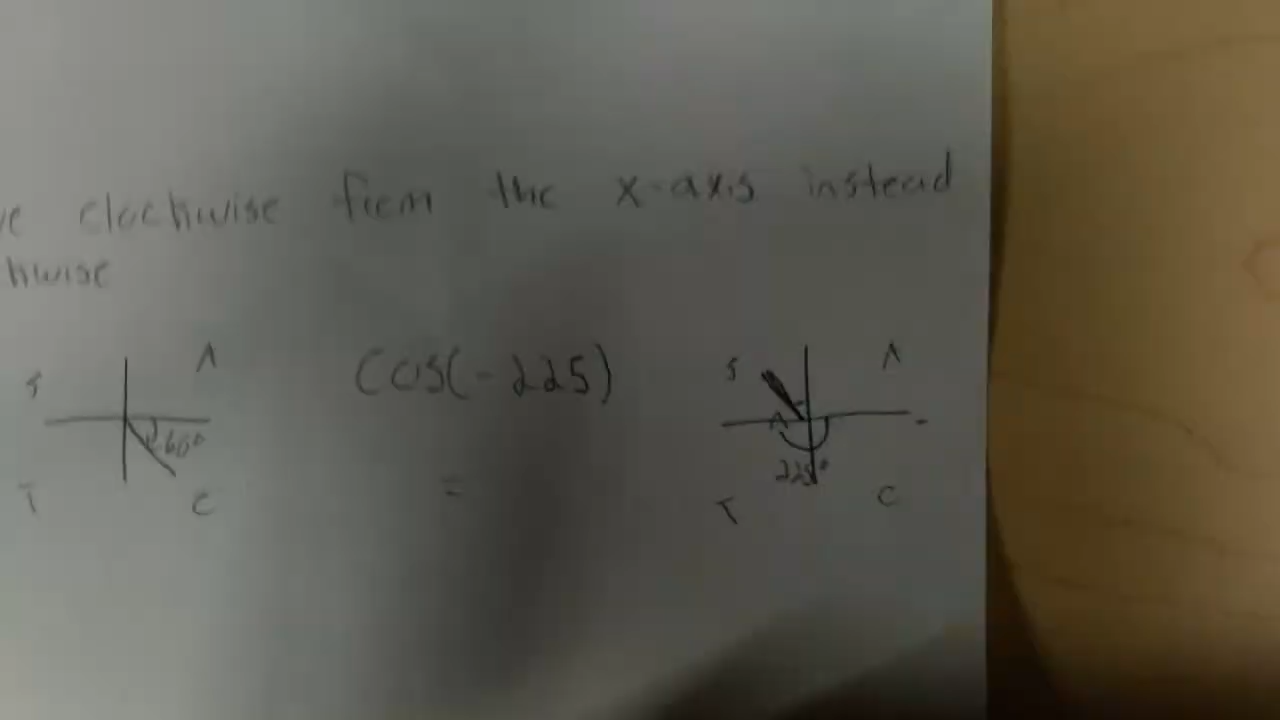 clockwise from the x-axis instead
S A
60°
T C
cos(-225)
=
S A
225°
T C